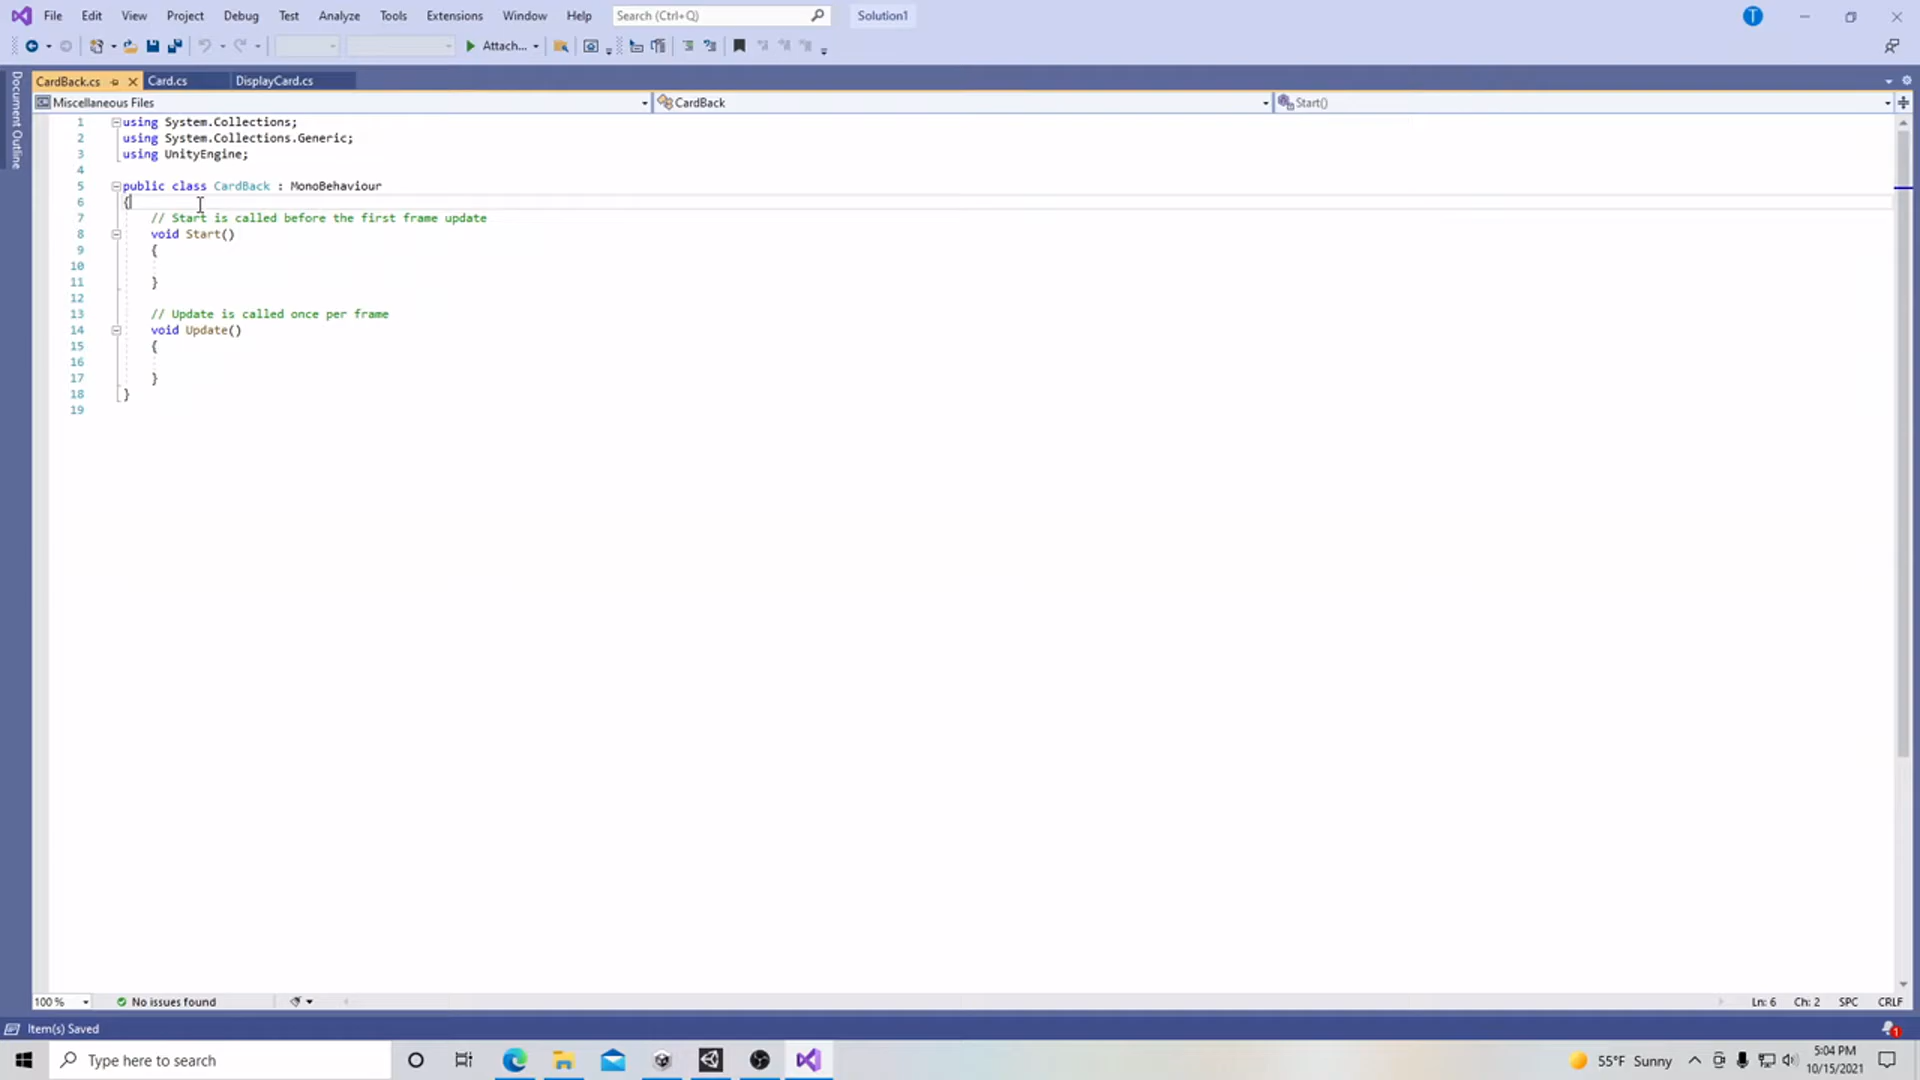 File Edit View Project Debug Test Analyze Tools Extensions Window Help Search (Ctrl+Q) Solution1 T
Attach...
CardBack.cs Card.cs DisplayCard.cs
Document Outline
Miscellaneous Files CardBack Start()
1 using System.Collections;
2 using System.Collections.Generic;
3 using UnityEngine;
4
5 public class CardBack : MonoBehaviour
6 {
7 // Start is called before the first frame update
8 void Start()
9 {
10
11 }
12
13 // Update is called once per frame
14 void Update()
15 {
16
17 }
18 }
19
100 % No issues found Ln: 6 Ch: 2 SPC CRLF
Item(s) Saved 1
Type here to search 55°F Sunny 5:04 PM
10/15/2021